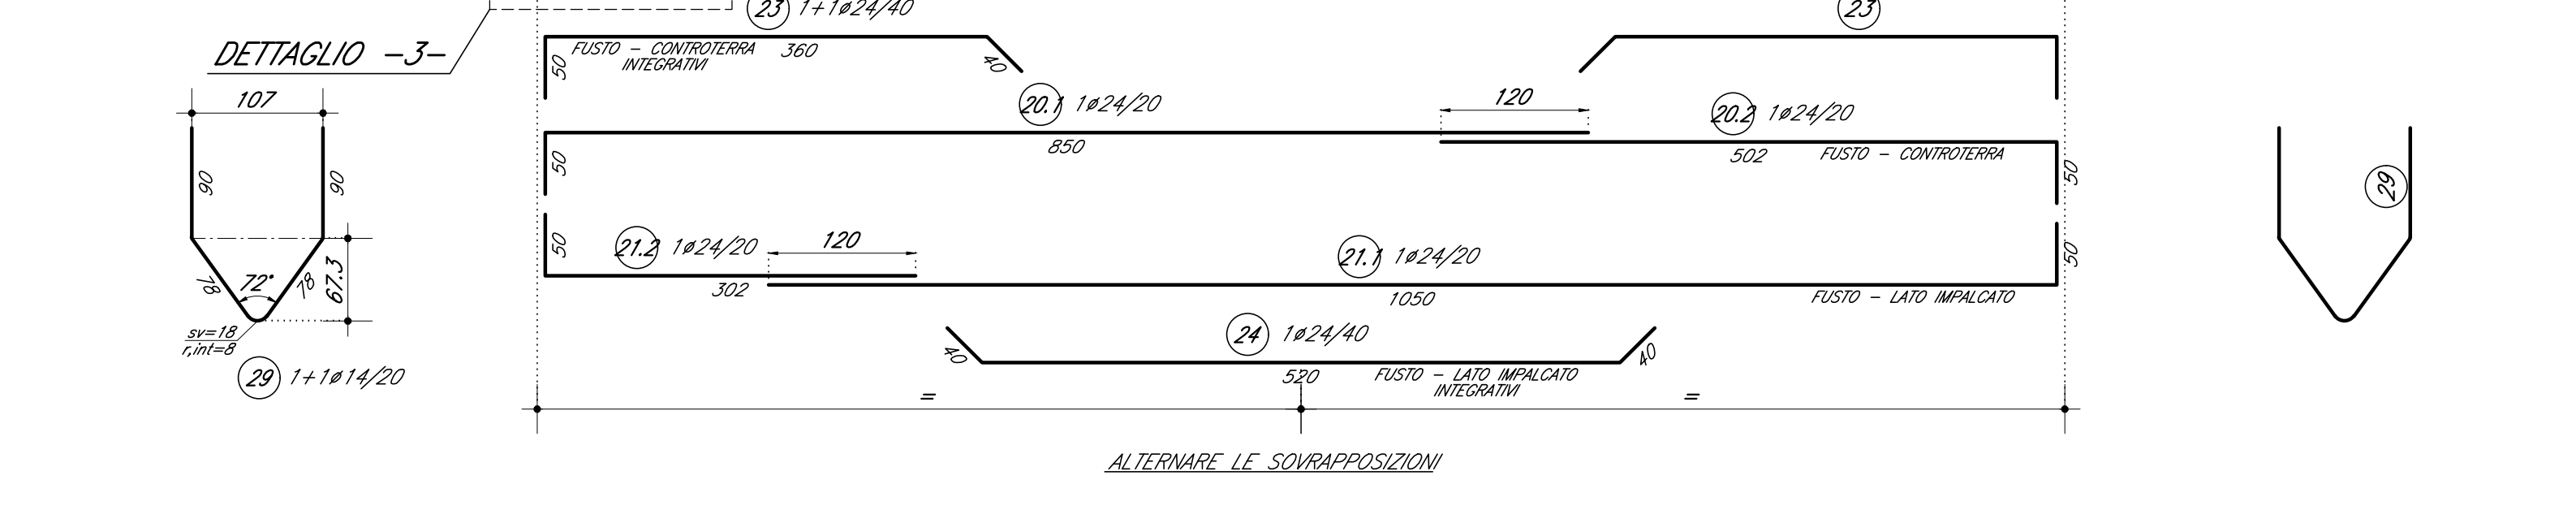 23 1+1ø24/40
23
DETTAGLIO -3-
FUSTO - CONTROTERRA 360
INTEGRATIVI
50
40
107
20.1 1ø24/20
120
20.2 1ø24/20
850
502 FUSTO - CONTROTERRA
50
50
90
90
29
21.2 1ø24/20
120
21.1 1ø24/20
50
50
72°
78
78
67.3
302
1050
FUSTO - LATO IMPALCATO
sv=18
r,int=8
24 1ø24/40
40
40
29 1+1ø14/20
520 FUSTO - LATO IMPALCATO
INTEGRATIVI
=
=
ALTERNARE LE SOVRAPPOSIZIONI